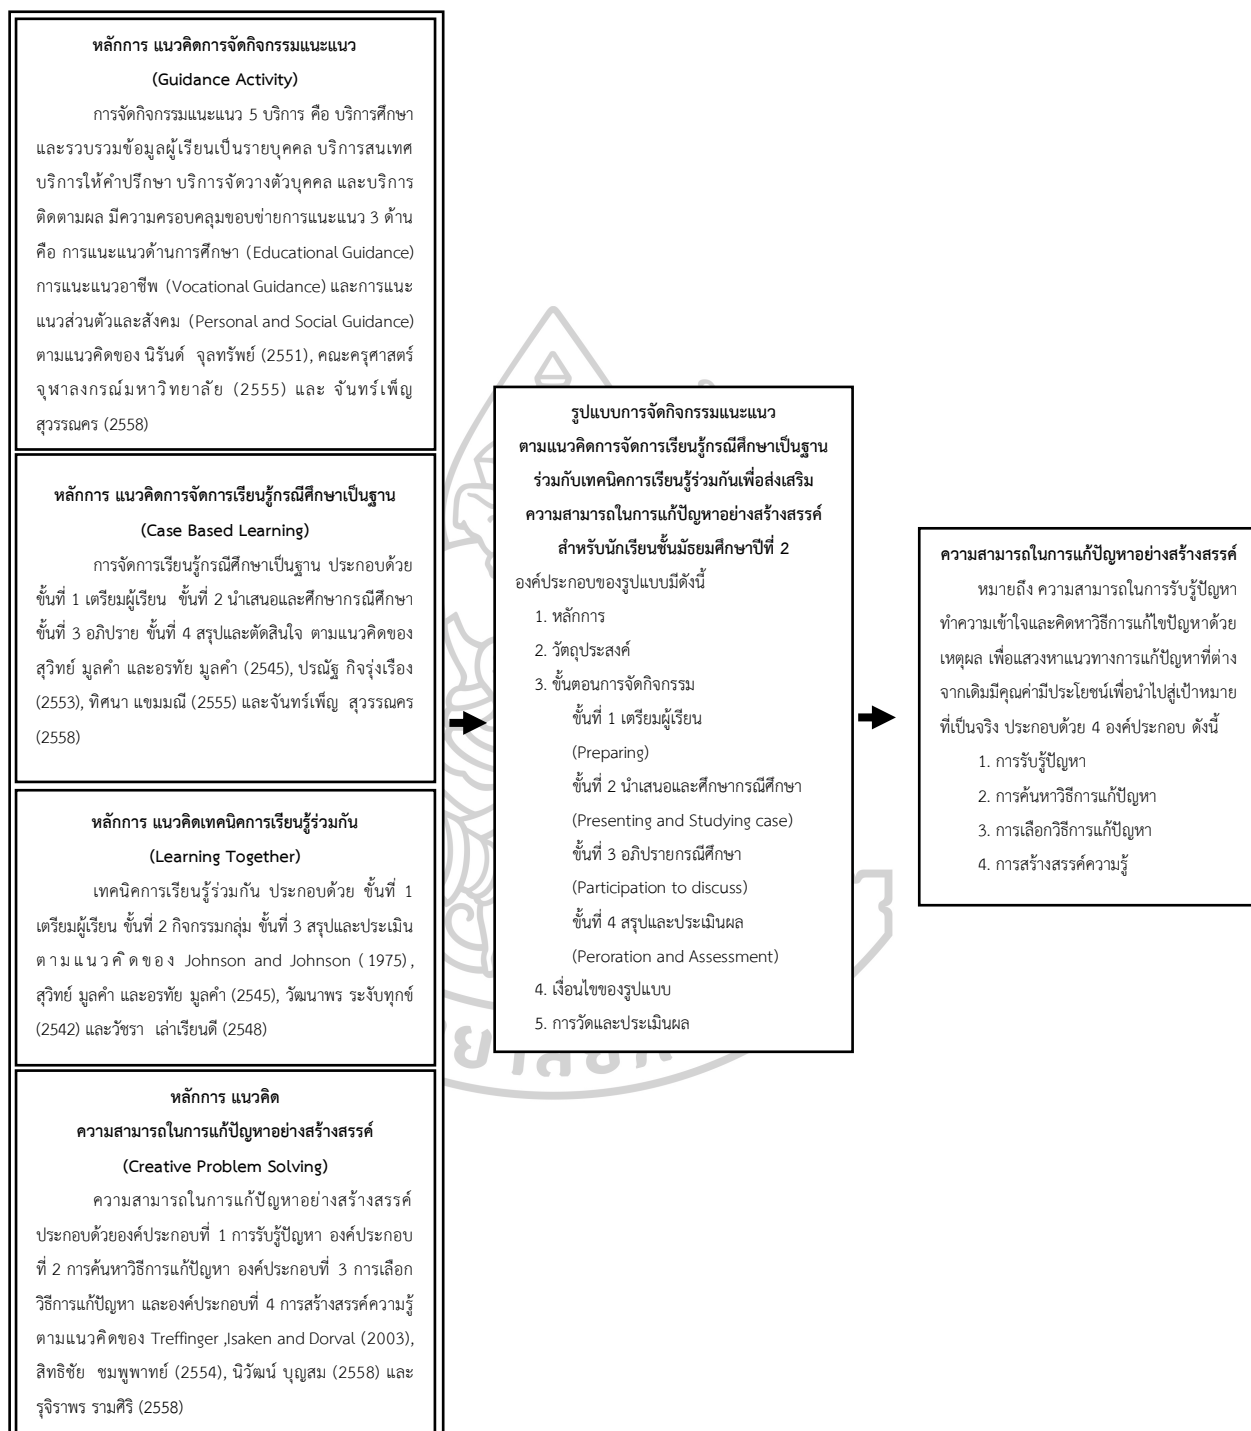 หลักการ แนวคิดการจัดกิจกรรมแนะแนว
(Guidance Activity)
การจัดกิจกรรมแนะแนว 5 บริการ คือ บริการศึกษา
และรวบรวมข้อมูลผู้เรียนเป็นรายบุคคล บริการสนเทศ
บริการให้คำปรึกษา บริการจัดวางตัวบุคคล และบริการ
ติดตามผล มีความครอบคลุมขอบข่ายการแนะแนว 3 ด้าน
คือ การแนะแนวด้านการศึกษา (Educational Guidance)
การแนะแนวอาชีพ (Vocational Guidance) และการแนะ
แนวส่วนตัวและสังคม (Personal and Social Guidance)
ตามแนวคิดของ นิรันด์ จุลทรัพย์ (2551), คณะครุศาสตร์
จุฬาลงกรณ์มหาวิทยาลัย (2555) และ จันทร์เพ็ญ
สุวรรณคร (2558)
หลักการ แนวคิดการจัดการเรียนรู้กรณีศึกษาเป็นฐาน
(Case Based Learning)
การจัดการเรียนรู้กรณีศึกษาเป็นฐาน ประกอบด้วย
ขั้นที่ 1 เตรียมผู้เรียน ขั้นที่ 2 นำเสนอและศึกษากรณีศึกษา
ขั้นที่ 3 อภิปราย ขั้นที่ 4 สรุปและตัดสินใจ ตามแนวคิดของ
สุวิทย์ มูลคำ และอรทัย มูลคำ (2545), ปรณัฐ กิจรุ่งเรือง
(2553), ทิศนา แขมมณี (2555) และจันทร์เพ็ญ สุวรรณคร
(2558)
หลักการ แนวคิดเทคนิคการเรียนรู้ร่วมกัน
(Learning Together)
เทคนิคการเรียนรู้ร่วมกัน ประกอบด้วย ขั้นที่ 1
เตรียมผู้เรียน ขั้นที่ 2 กิจกรรมกลุ่ม ขั้นที่ 3 สรุปและประเมิน
ตามแนวคิดของ Johnson and Johnson (1975),
สุวิทย์ มูลคำ และอรทัย มูลคำ (2545), วัฒนาพร ระงับทุกข์
(2542) และวัชรา เล่าเรียนดี (2548)
หลักการ แนวคิด
ความสามารถในการแก้ปัญหาอย่างสร้างสรรค์
(Creative Problem Solving)
ความสามารถในการแก้ปัญหาอย่างสร้างสรรค์
ประกอบด้วยองค์ประกอบที่ 1 การรับรู้ปัญหา องค์ประกอบ
ที่ 2 การค้นหาวิธีการแก้ปัญหา องค์ประกอบที่ 3 การเลือก
วิธีการแก้ปัญหา และองค์ประกอบที่ 4 การสร้างสรรค์ความรู้
ตามแนวคิดของ Treffinger ,Isaken and Dorval (2003),
สิทธิชัย ชมพูพาทย์ (2554), นิวัฒน์ บุญสม (2558) และ
รุจิราพร รามศิริ (2558)
รูปแบบการจัดกิจกรรมแนะแนว
ตามแนวคิดการจัดการเรียนรู้กรณีศึกษาเป็นฐาน
ร่วมกับเทคนิคการเรียนรู้ร่วมกันเพื่อส่งเสริม
ความสามารถในการแก้ปัญหาอย่างสร้างสรรค์
สำหรับนักเรียนชั้นมัธยมศึกษาปีที่ 2
องค์ประกอบของรูปแบบมีดังนี้
1. หลักการ
2. วัตถุประสงค์
3. ขั้นตอนการจัดกิจกรรม
ขั้นที่ 1 เตรียมผู้เรียน
(Preparing)
ขั้นที่ 2 นำเสนอและศึกษากรณีศึกษา
(Presenting and Studying case)
ขั้นที่ 3 อภิปรายกรณีศึกษา
(Participation to discuss)
ขั้นที่ 4 สรุปและประเมินผล
(Peroration and Assessment)
4. เงื่อนไขของรูปแบบ
5. การวัดและประเมินผล
ความสามารถในการแก้ปัญหาอย่างสร้างสรรค์
หมายถึง ความสามารถในการรับรู้ปัญหา
ทำความเข้าใจและคิดหาวิธีการแก้ไขปัญหาด้วย
เหตุผล เพื่อแสวงหาแนวทางการแก้ปัญหาที่ต่าง
จากเดิมมีคุณค่ามีประโยชน์เพื่อนำไปสู่เป้าหมาย
ที่เป็นจริง ประกอบด้วย 4 องค์ประกอบ ดังนี้
1. การรับรู้ปัญหา
2. การค้นหาวิธีการแก้ปัญหา
3. การเลือกวิธีการแก้ปัญหา
4. การสร้างสรรค์ความรู้